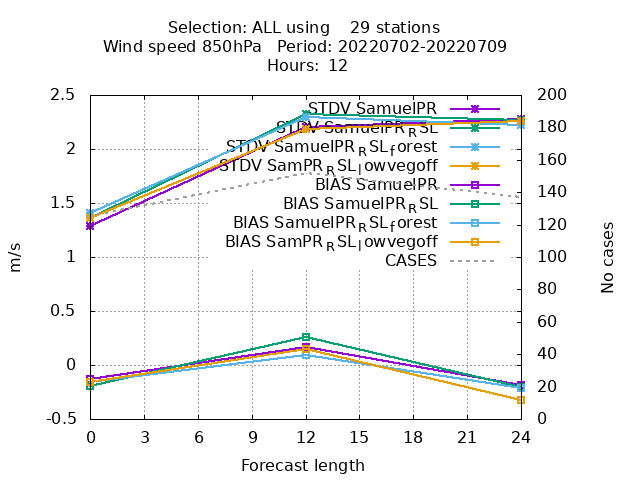 Selection: ALL using 29 stations
Wind speed 850hPa Period: 20220702-20220709
Hours: 12
2.5
2
1.5
1
0.5
0
-0.5
200
180
160
140
120
100
80
60
40
20
0
m/s
No cases
STDV SamuelPR
STDV SamuelPR_RSL
STDV SamuelPR_RSL_forest
STDV SamPR_RSL_lowvegoff
BIAS SamuelPR
BIAS SamuelPR_RSL
BIAS SamuelPR_RSL_forest
BIAS SamPR_RSL_lowvegoff
CASES
0 3 6 9 12 15 18 21 24
Forecast length